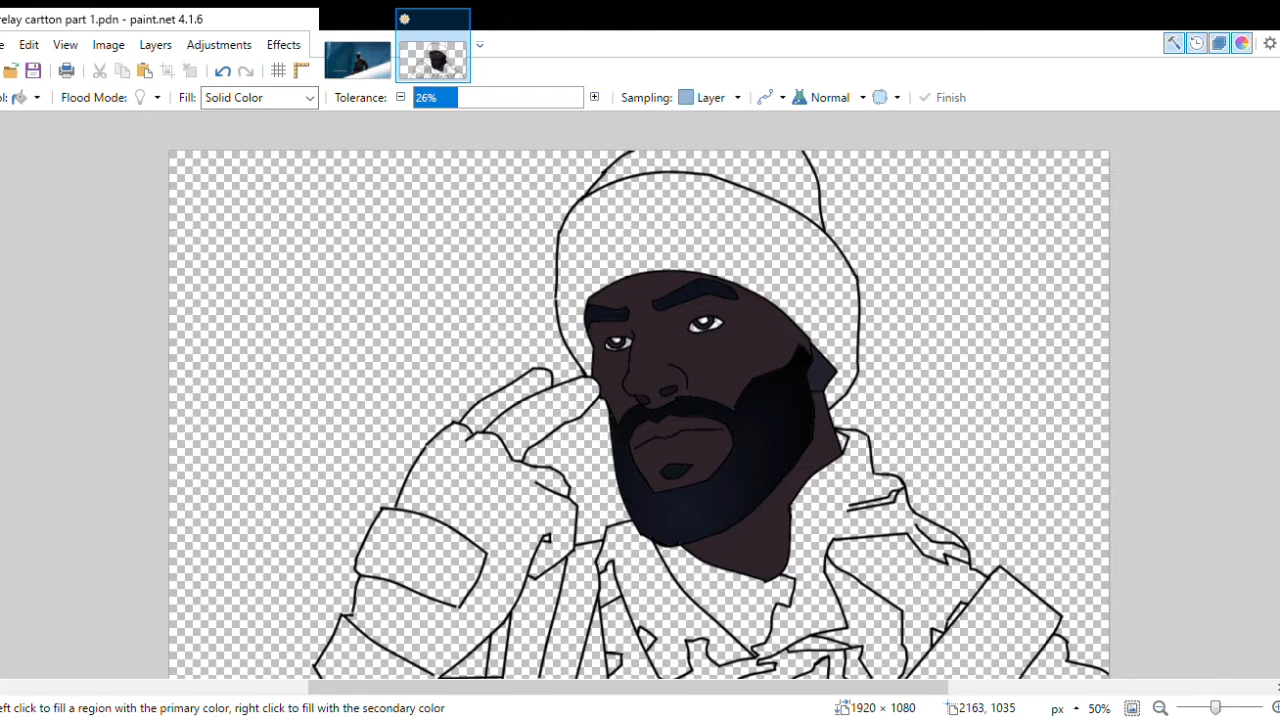 relay cartton part 1.pdn - paint.net 4.1.6
Edit View Image Layers Adjustments Effects
Flood Mode: Fill: Solid Color Tolerance: 26% Sampling: Layer Normal Finish
eft click to fill a region with the primary color, right click to fill with the secondary color 1920 × 1080 2163, 1035 px 50%